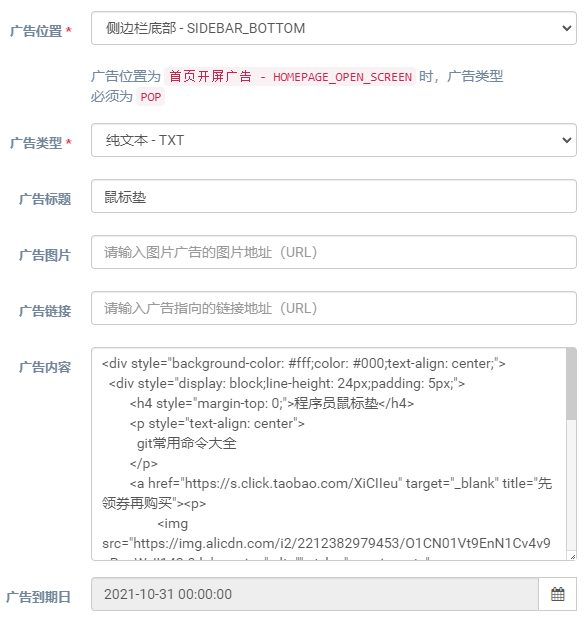 广告位置 *
侧边栏底部 - SIDEBAR_BOTTOM
广告位置为 首页开屏广告 - HOMEPAGE_OPEN_SCREEN 时，广告类型
必须为 POP
广告类型 *
纯文本 - TXT
广告标题
鼠标垫
广告图片
请输入图片广告的图片地址（URL）
广告链接
请输入广告指向的链接地址（URL）
广告内容
<div style="background-color: #fff;color: #000;text-align: center;">
<div style="display: block;line-height: 24px;padding: 5px;">
<h4 style="margin-top: 0;">程序员鼠标垫</h4>
<p style="text-align: center">
git常用命令大全
</p>
<a href="https://s.click.taobao.com/XiCIIeu" target="_blank" title="先
领券再购买"><p>
<img
src="https://img.alicdn.com/i2/2212382979453/O1CN01Vt9EnN1Cv4v9
广告到期日
2021-10-31 00:00:00